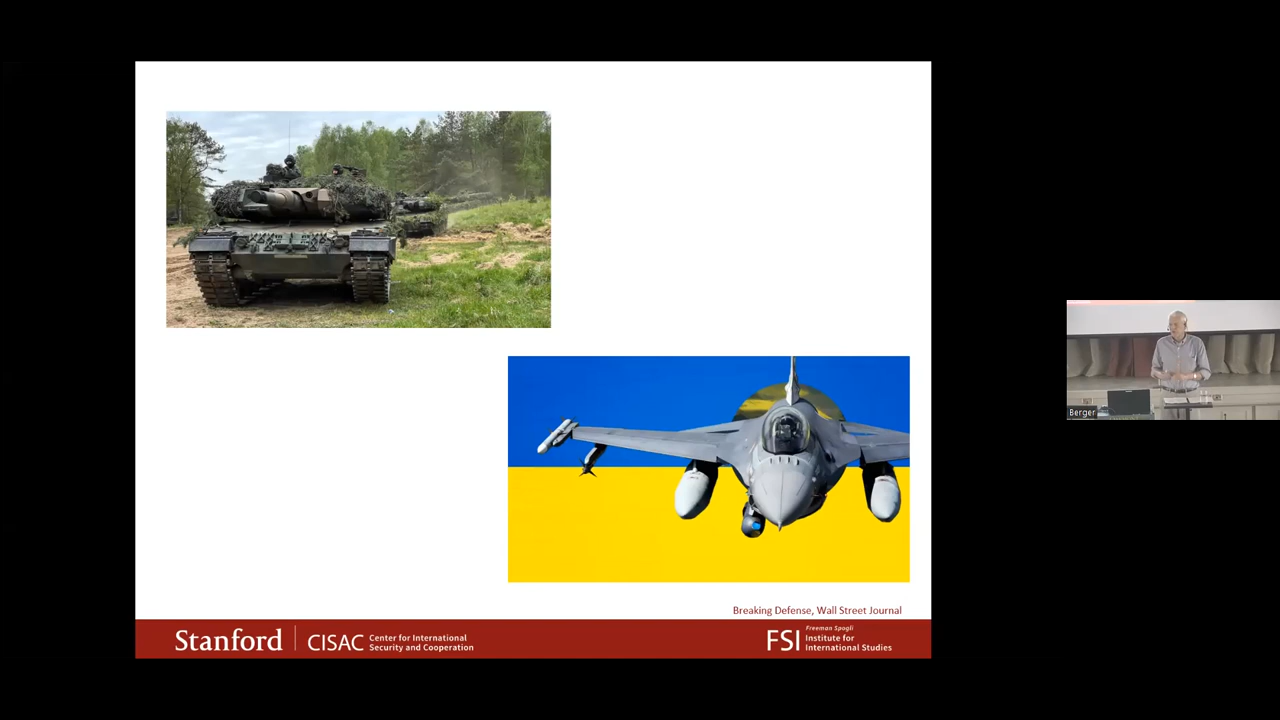 Breaking Defense, Wall Street Journal
Stanford
CISAC
Center for International
Security and Cooperation
FSI
Freeman Spogli
Institute for
International Studies
Berger